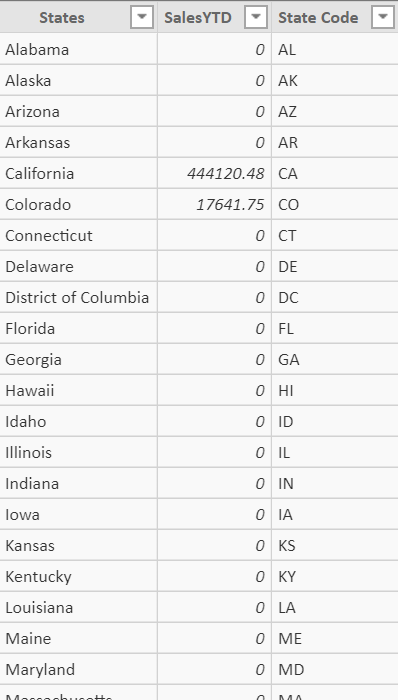 States SalesYTD State Code
Alabama 0 AL
Alaska 0 AK
Arizona 0 AZ
Arkansas 0 AR
California 444120.48 CA
Colorado 17641.75 CO
Connecticut 0 CT
Delaware 0 DE
District of Columbia 0 DC
Florida 0 FL
Georgia 0 GA
Hawaii 0 HI
Idaho 0 ID
Illinois 0 IL
Indiana 0 IN
Iowa 0 IA
Kansas 0 KS
Kentucky 0 KY
Louisiana 0 LA
Maine 0 ME
Maryland 0 MD
Massachusetts 0 MA